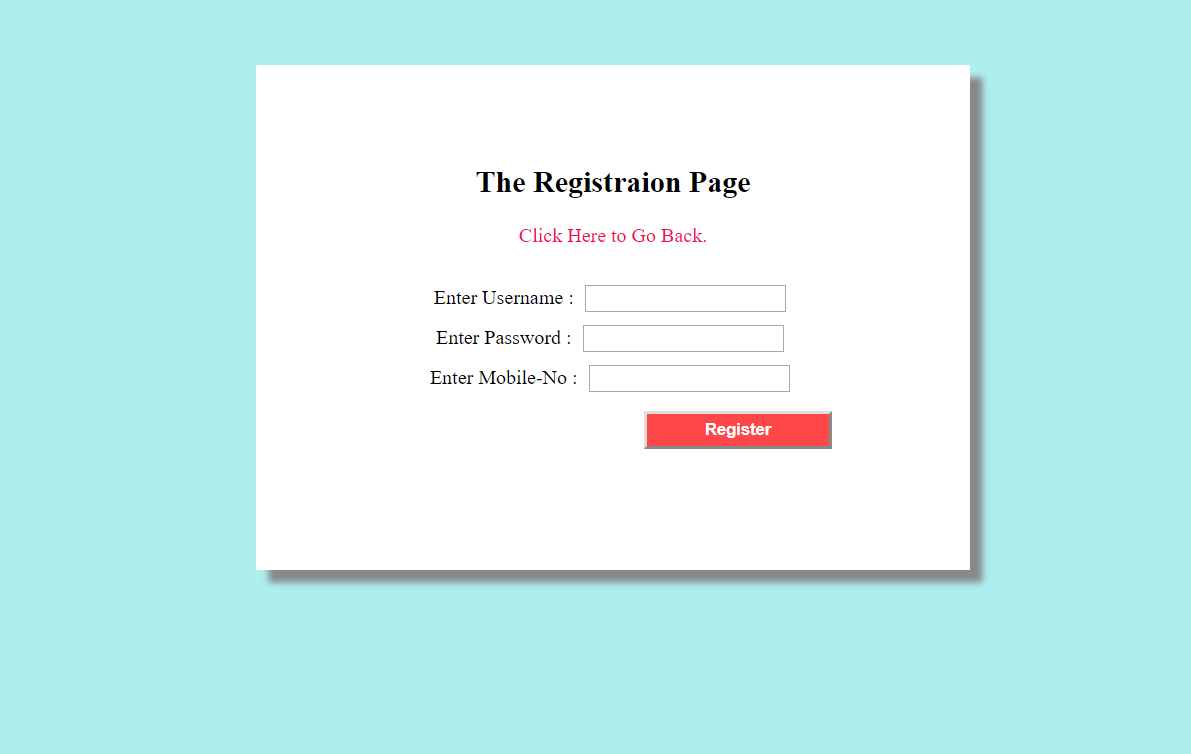 The Registraion Page
Click Here to Go Back.
Enter Username :
Enter Password :
Enter Mobile-No :
Register